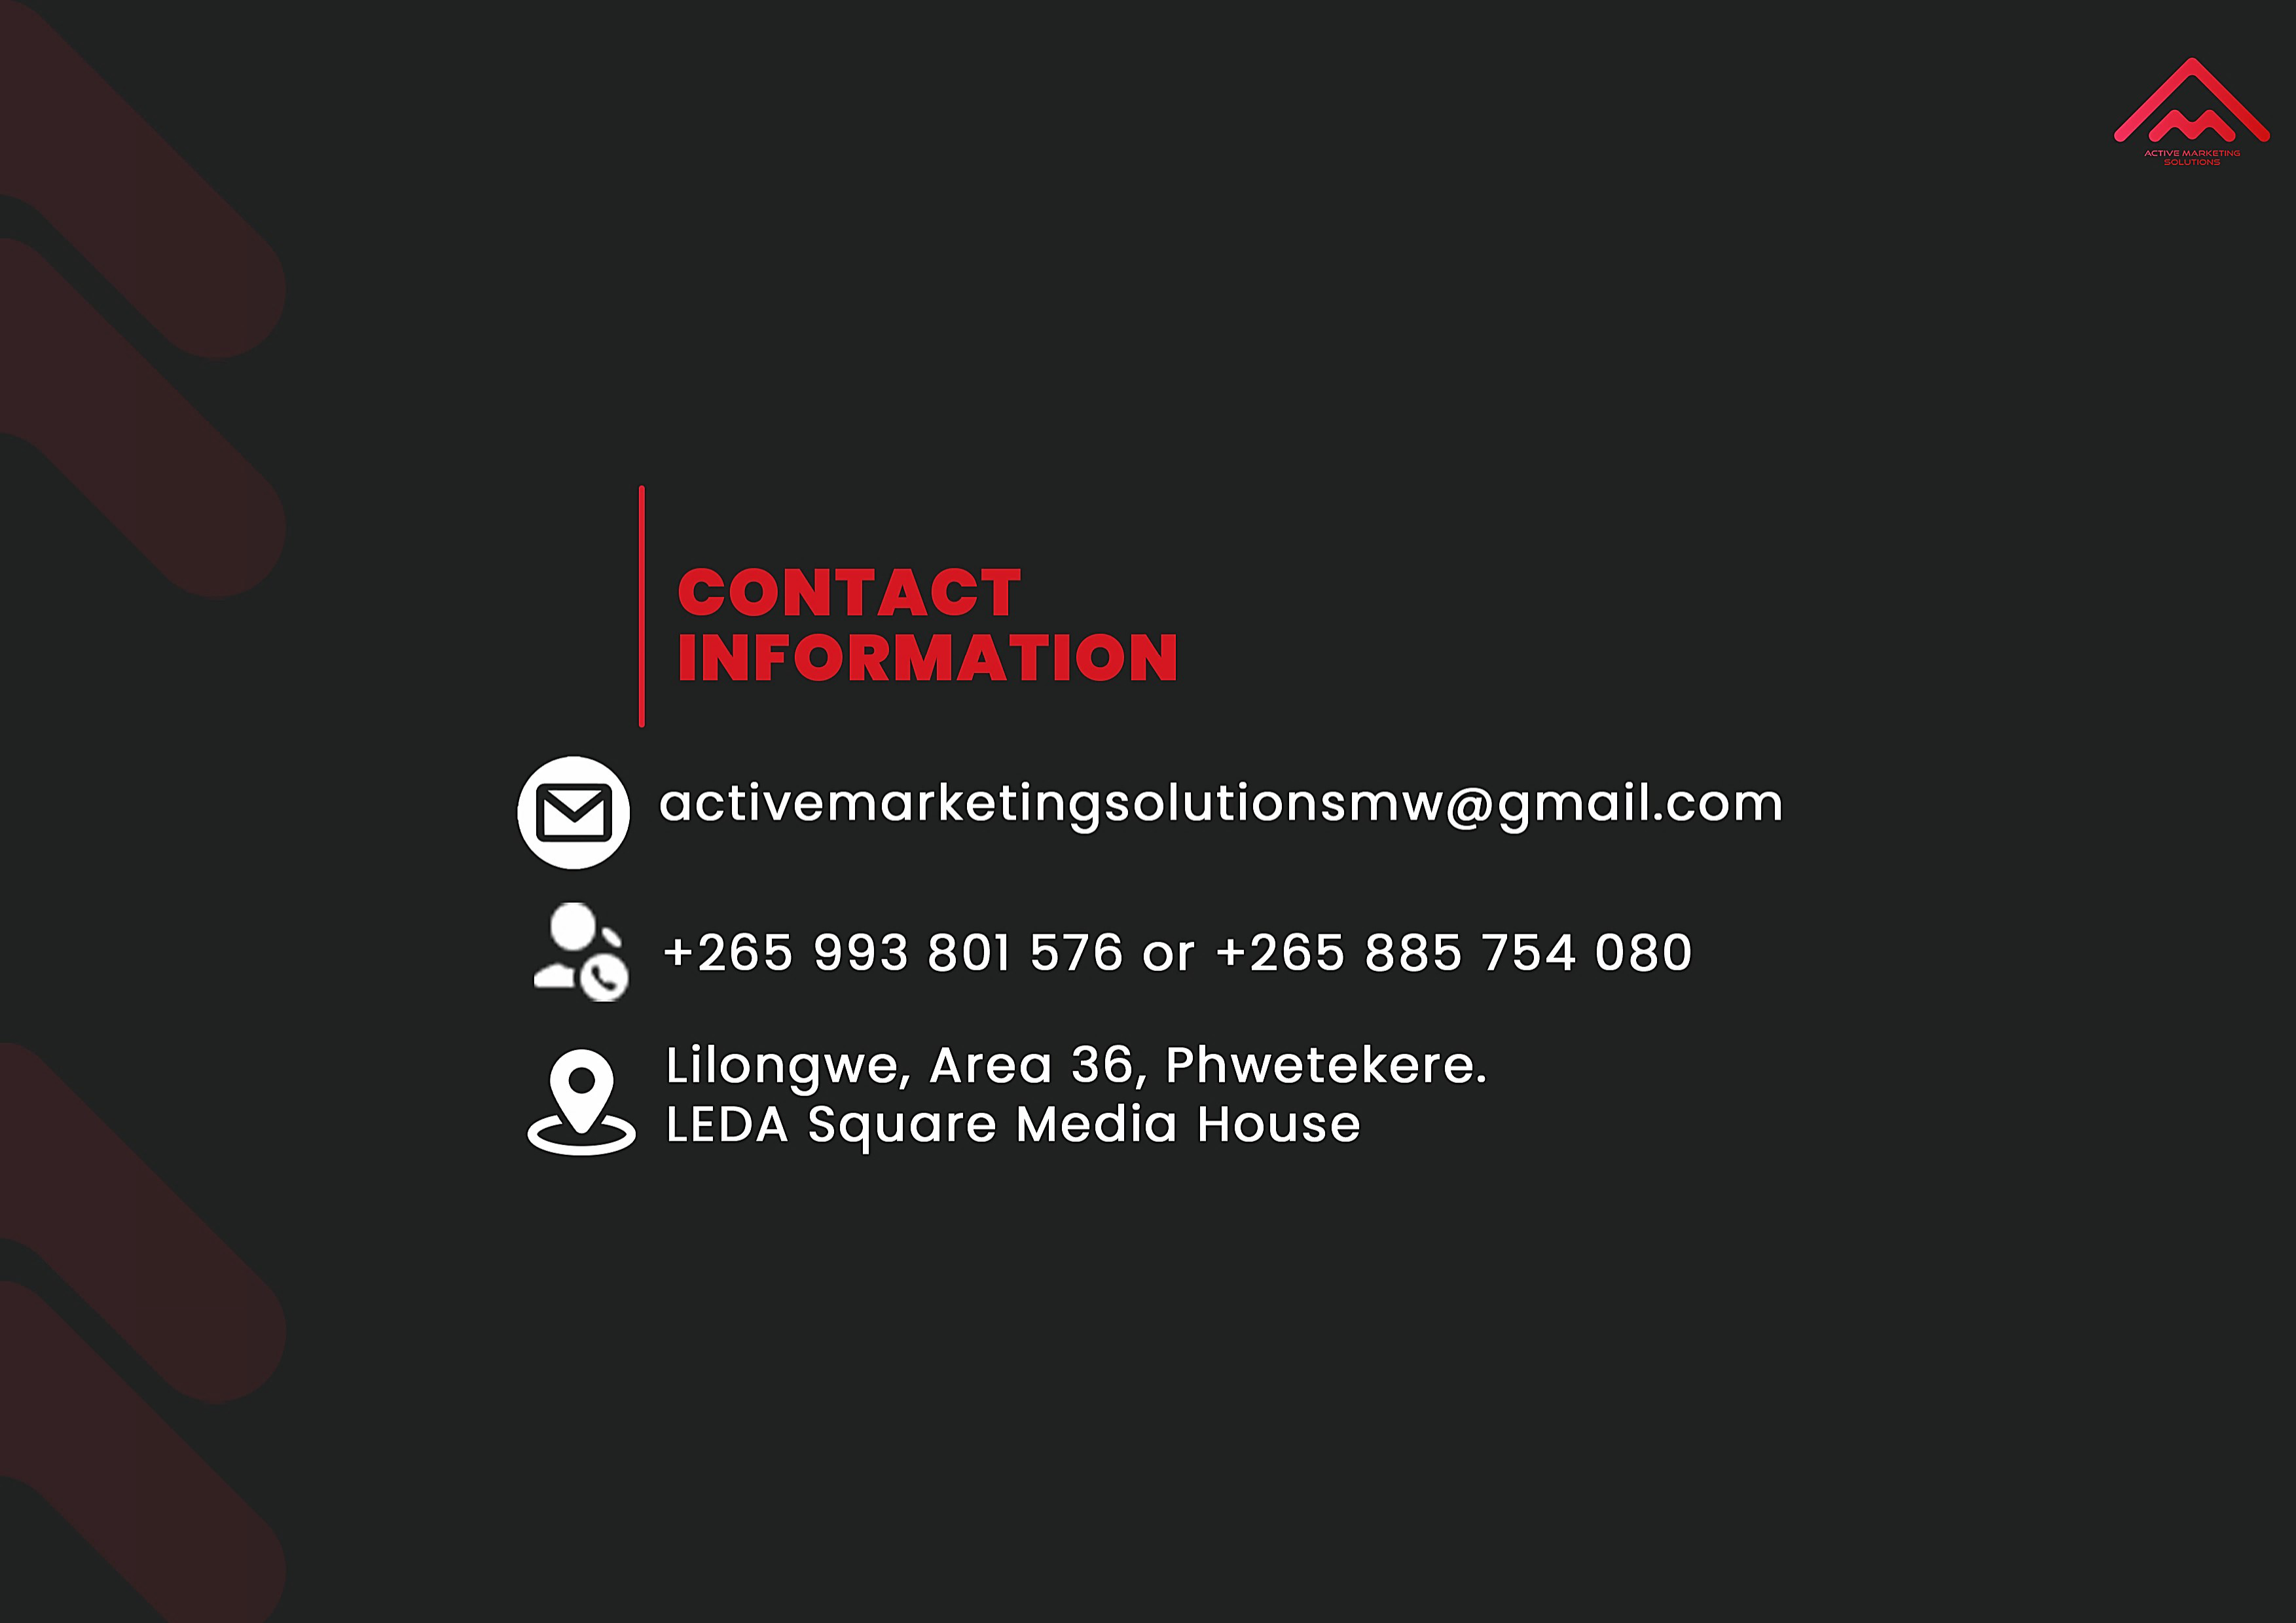 ACTIVE MARKETING
SOLUTIONS
CONTACT
INFORMATION
activemarketingsolutionsmw@gmail.com
+265 993 801 576 or +265 885 754 080
Lilongwe, Area 36, Phwetekere.
LEDA Square Media House